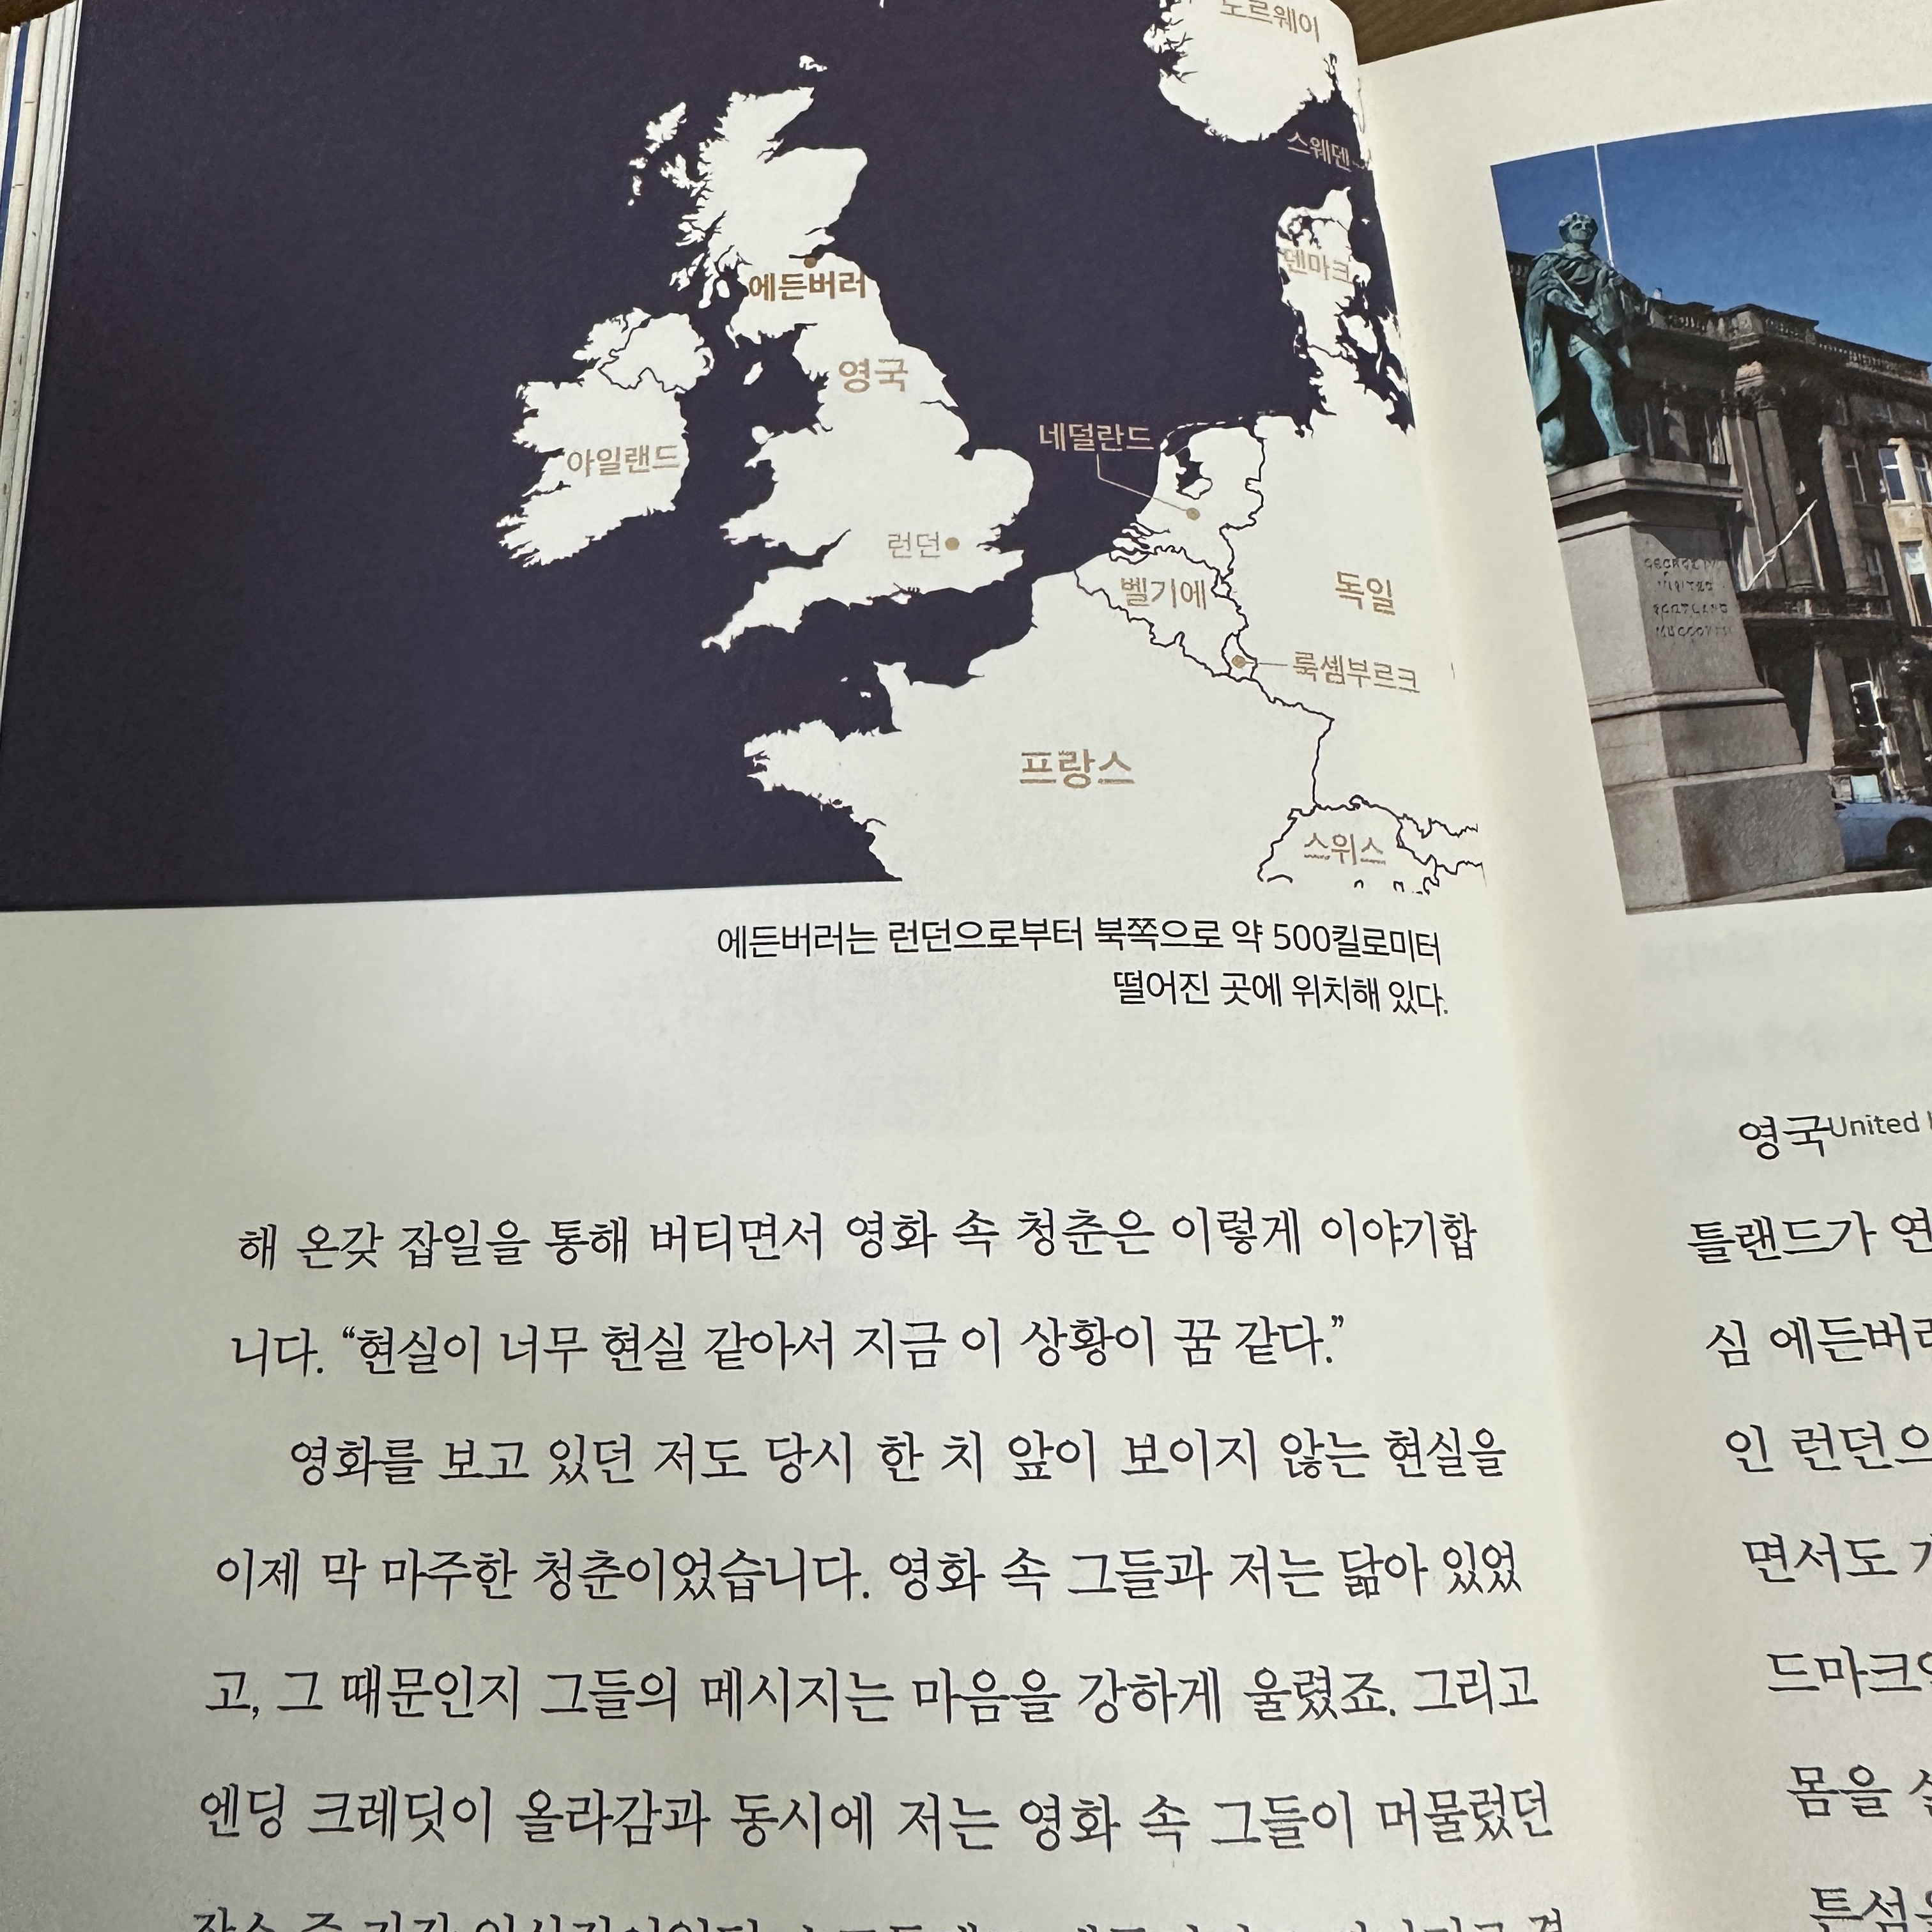 노르웨이
스웨덴
덴마크
에든버러
영국
아일랜드
네덜란드
런던
벨기에
독일
룩셈부르크
프랑스
스위스
에든버러는 런던으로부터 북쪽으로 약 500킬로미터
떨어진 곳에 위치해 있다.
해 온갖 잡일을 통해 버티면서 영화 속 청춘은 이렇게 이야기합
니다. “현실이 너무 현실 같아서 지금 이 상황이 꿈 같다.”
영화를 보고 있던 저도 당시 한 치 앞이 보이지 않는 현실을
이제 막 마주한 청춘이었습니다. 영화 속 그들과 저는 닮아 있었
고, 그 때문인지 그들의 메시지는 마음을 강하게 울렸죠. 그리고
엔딩 크레딧이 올라감과 동시에 저는 영화 속 그들이 머물렀던
영국United
틀랜드가 연
심 에든버러
인 런던으
면서도
드마크
몸을